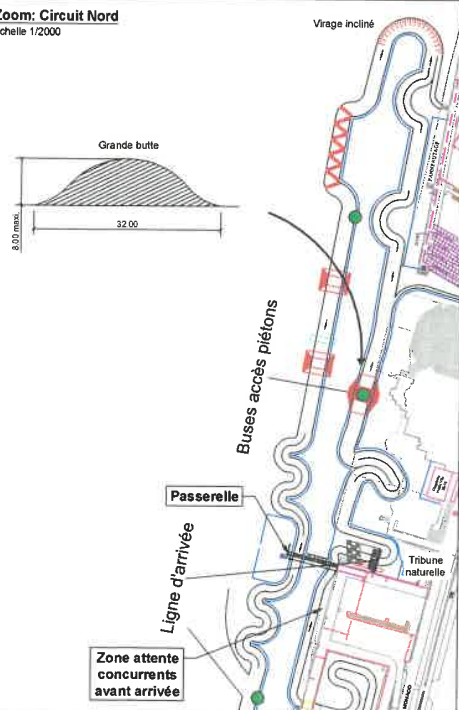 Zoom: Circuit Nord
chelle 1/2000
Virage incliné
Grande butte
8.00 maxi.
32.00
Buses accès piétons
Passerelle
Ligne d'arrivée
Tribune
naturelle
Zone attente
concurrents
avant arrivée